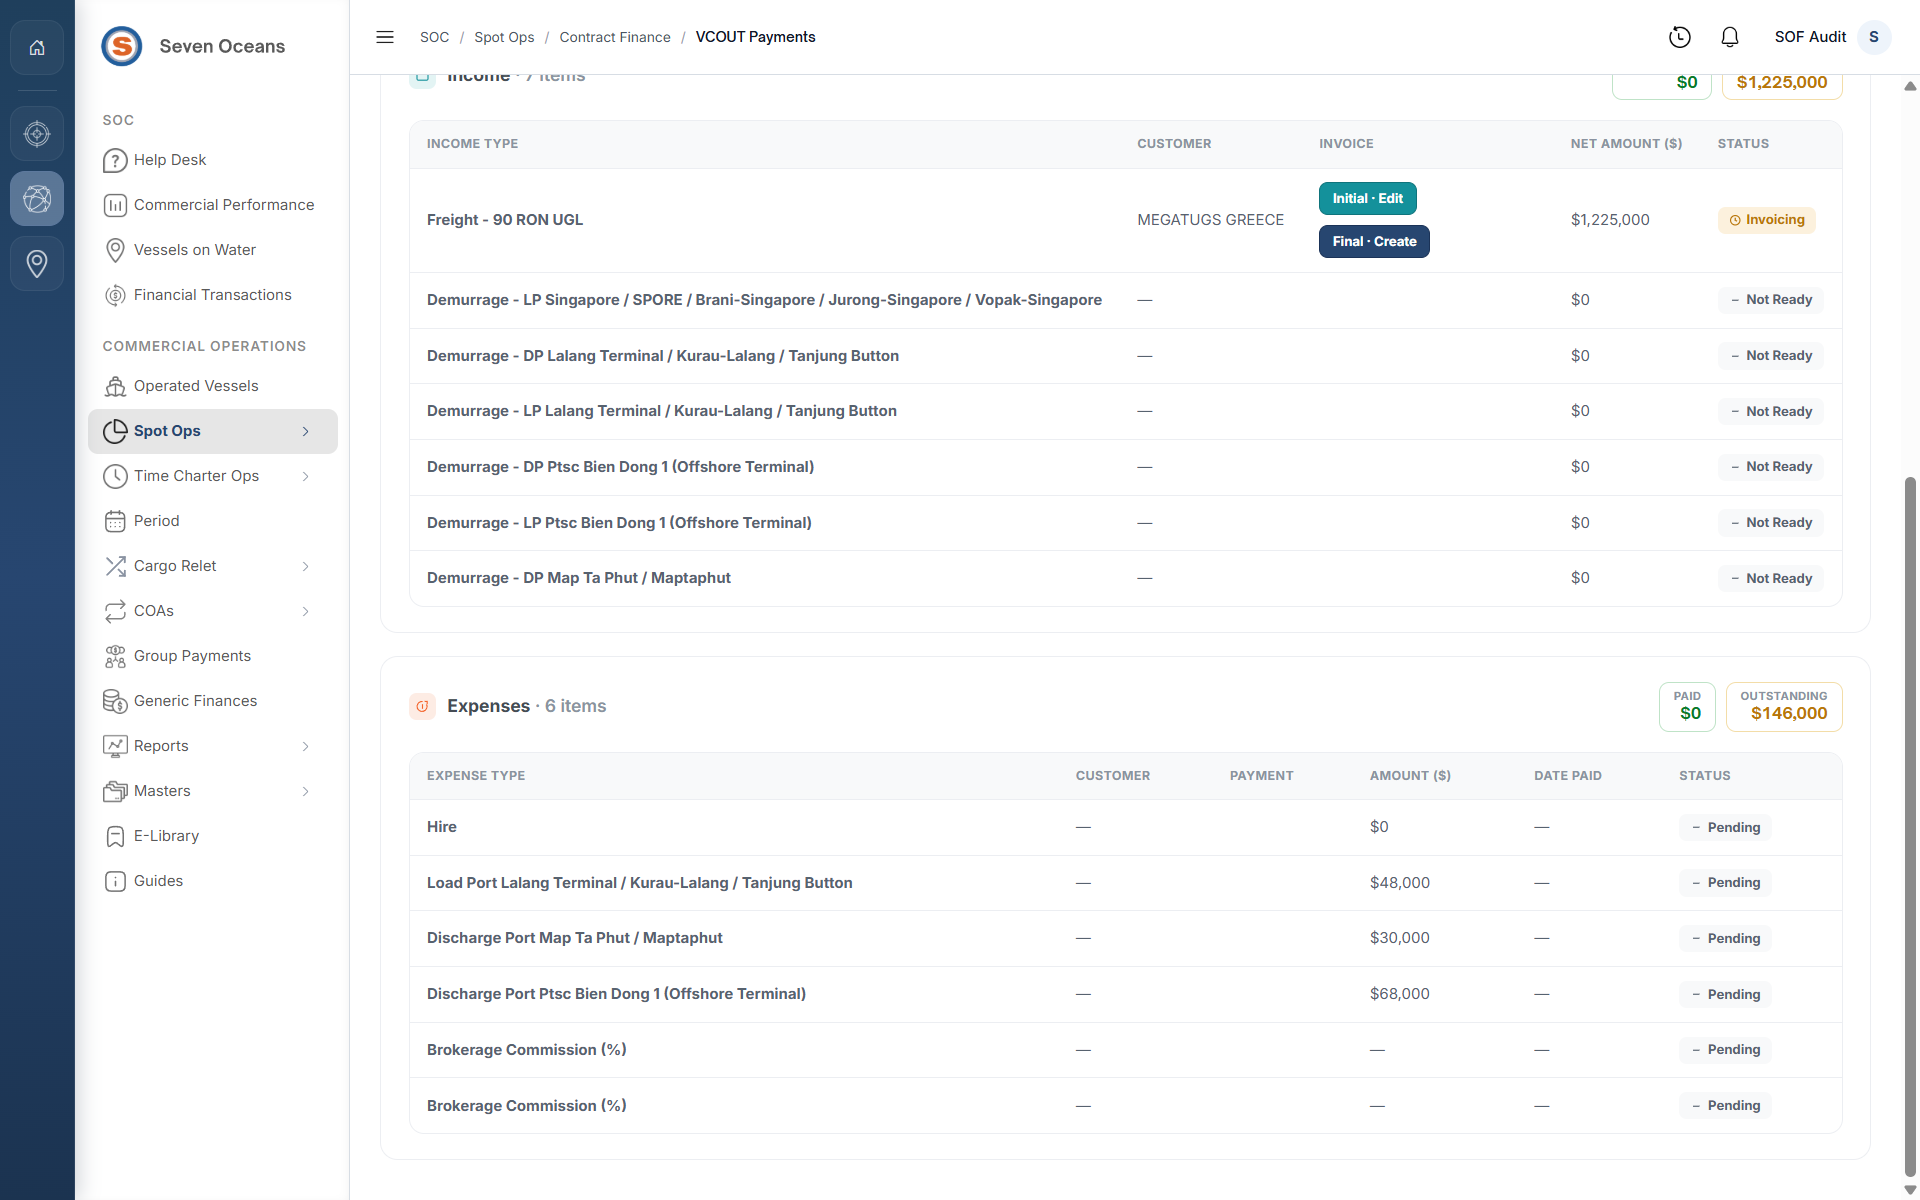 Seven Oceans
SOC / Spot Ops / Contract Finance / VCOUT Payments
SOF Audit S
SOC
Help Desk
Commercial Performance
Vessels on Water
Financial Transactions
COMMERCIAL OPERATIONS
Operated Vessels
Spot Ops
Time Charter Ops
Period
Cargo Relet
COAs
Group Payments
Generic Finances
Reports
Masters
E-Library
Guides
Income · 7 items
$0 $1,225,000
INCOME TYPE CUSTOMER INVOICE NET AMOUNT ($) STATUS
Freight - 90 RON UGL MEGATUGS GREECE Initial · Edit Final · Create $1,225,000 Invoicing
Demurrage - LP Singapore / SPORE / Brani-Singapore / Jurong-Singapore / Vopak-Singapore — $0 – Not Ready
Demurrage - DP Lalang Terminal / Kurau-Lalang / Tanjung Button — $0 – Not Ready
Demurrage - LP Lalang Terminal / Kurau-Lalang / Tanjung Button — $0 – Not Ready
Demurrage - DP Ptsc Bien Dong 1 (Offshore Terminal) — $0 – Not Ready
Demurrage - LP Ptsc Bien Dong 1 (Offshore Terminal) — $0 – Not Ready
Demurrage - DP Map Ta Phut / Maptaphut — $0 – Not Ready
Expenses · 6 items
PAID $0 OUTSTANDING $146,000
EXPENSE TYPE CUSTOMER PAYMENT AMOUNT ($) DATE PAID STATUS
Hire — $0 — – Pending
Load Port Lalang Terminal / Kurau-Lalang / Tanjung Button — $48,000 — – Pending
Discharge Port Map Ta Phut / Maptaphut — $30,000 — – Pending
Discharge Port Ptsc Bien Dong 1 (Offshore Terminal) — $68,000 — – Pending
Brokerage Commission (%) — — — – Pending
Brokerage Commission (%) — — — – Pending